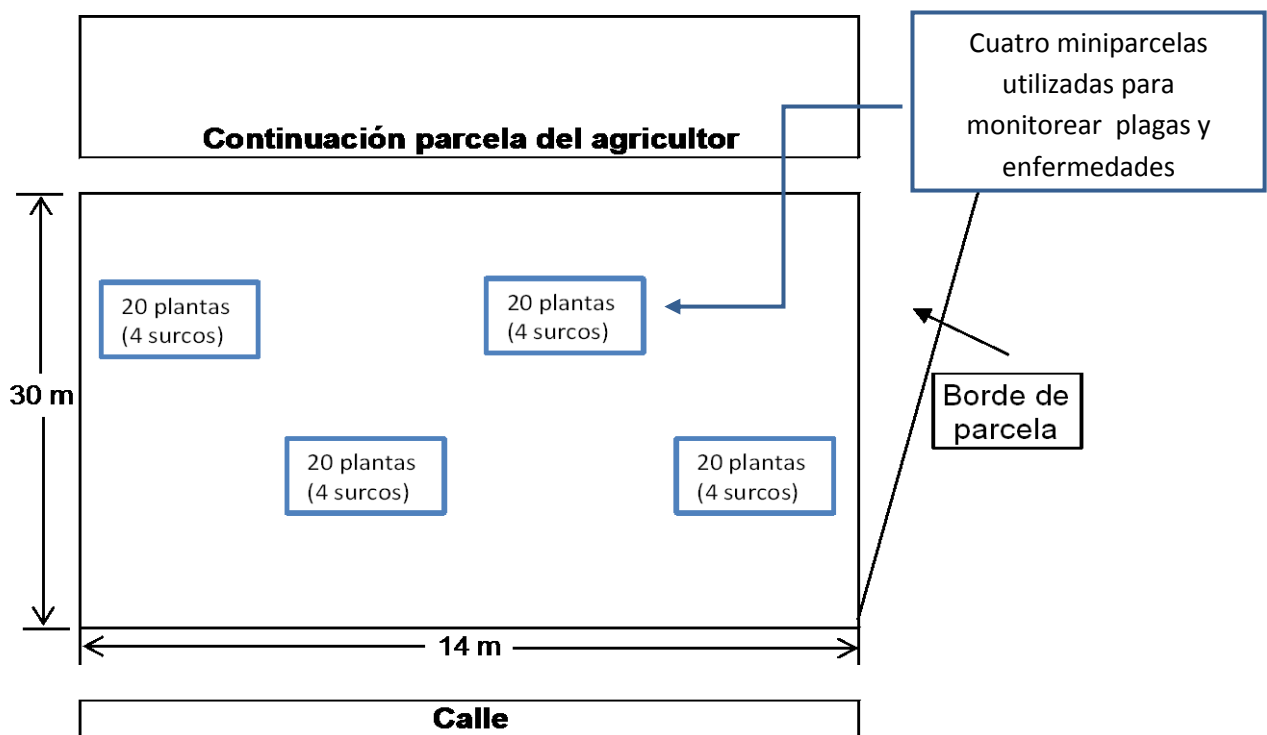 Cuatro miniparcelas
utilizadas para
monitorear plagas y
enfermedades
Continuación parcela del agricultor
20 plantas
(4 surcos)
20 plantas
(4 surcos)
30 m
Borde de
parcela
20 plantas
(4 surcos)
20 plantas
(4 surcos)
14 m
Calle